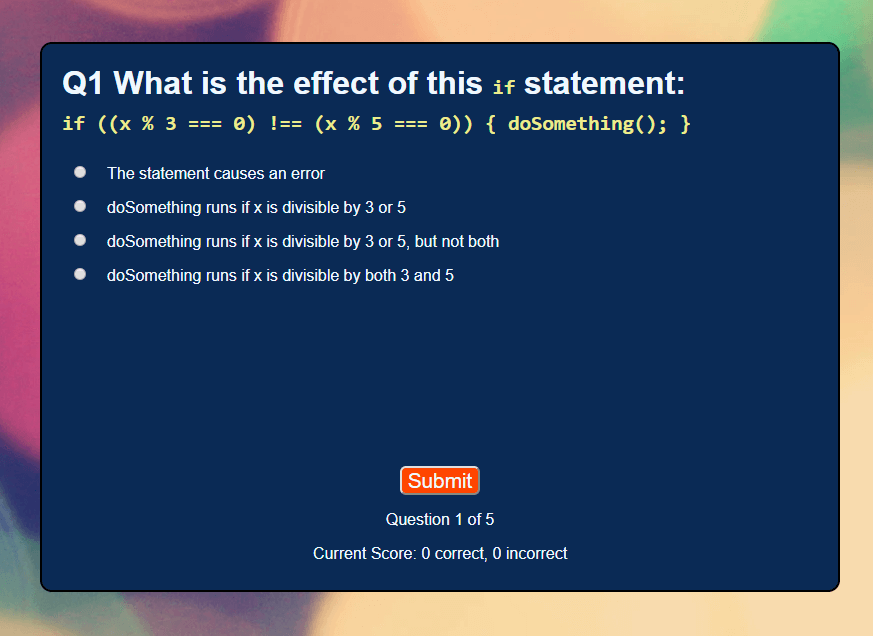 Q1 What is the effect of this if statement:
if ((x % 3 === 0) !== (x % 5 === 0)) { doSomething(); }
The statement causes an error
doSomething runs if x is divisible by 3 or 5
doSomething runs if x is divisible by 3 or 5, but not both
doSomething runs if x is divisible by both 3 and 5
Submit
Question 1 of 5
Current Score: 0 correct, 0 incorrect